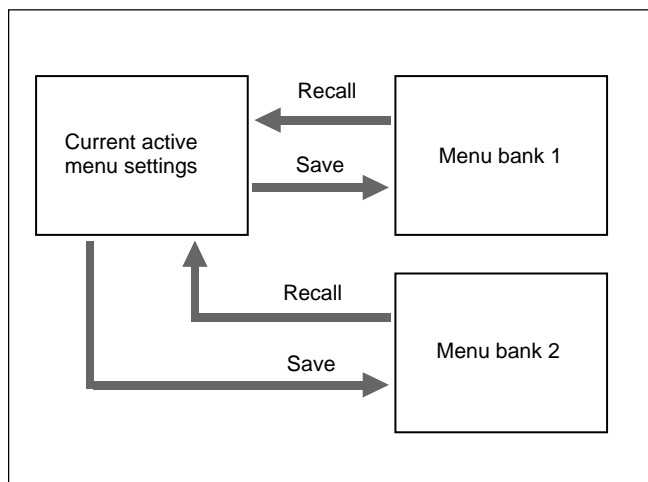 Recall
Current active
menu settings
Menu bank 1
Save
Recall
Menu bank 2
Save